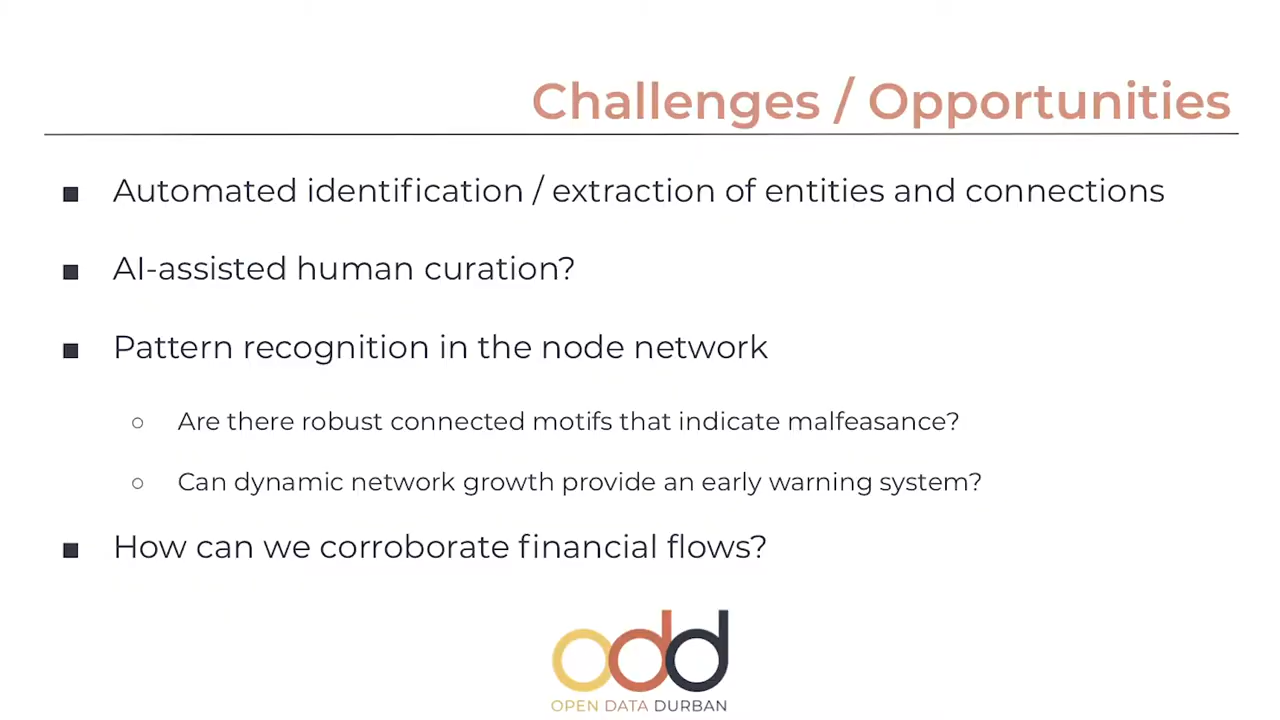 Challenges / Opportunities
■ Automated identification / extraction of entities and connections
■ AI-assisted human curation?
■ Pattern recognition in the node network
○ Are there robust connected motifs that indicate malfeasance?
○ Can dynamic network growth provide an early warning system?
■ How can we corroborate financial flows?
odd
OPEN DATA DURBAN